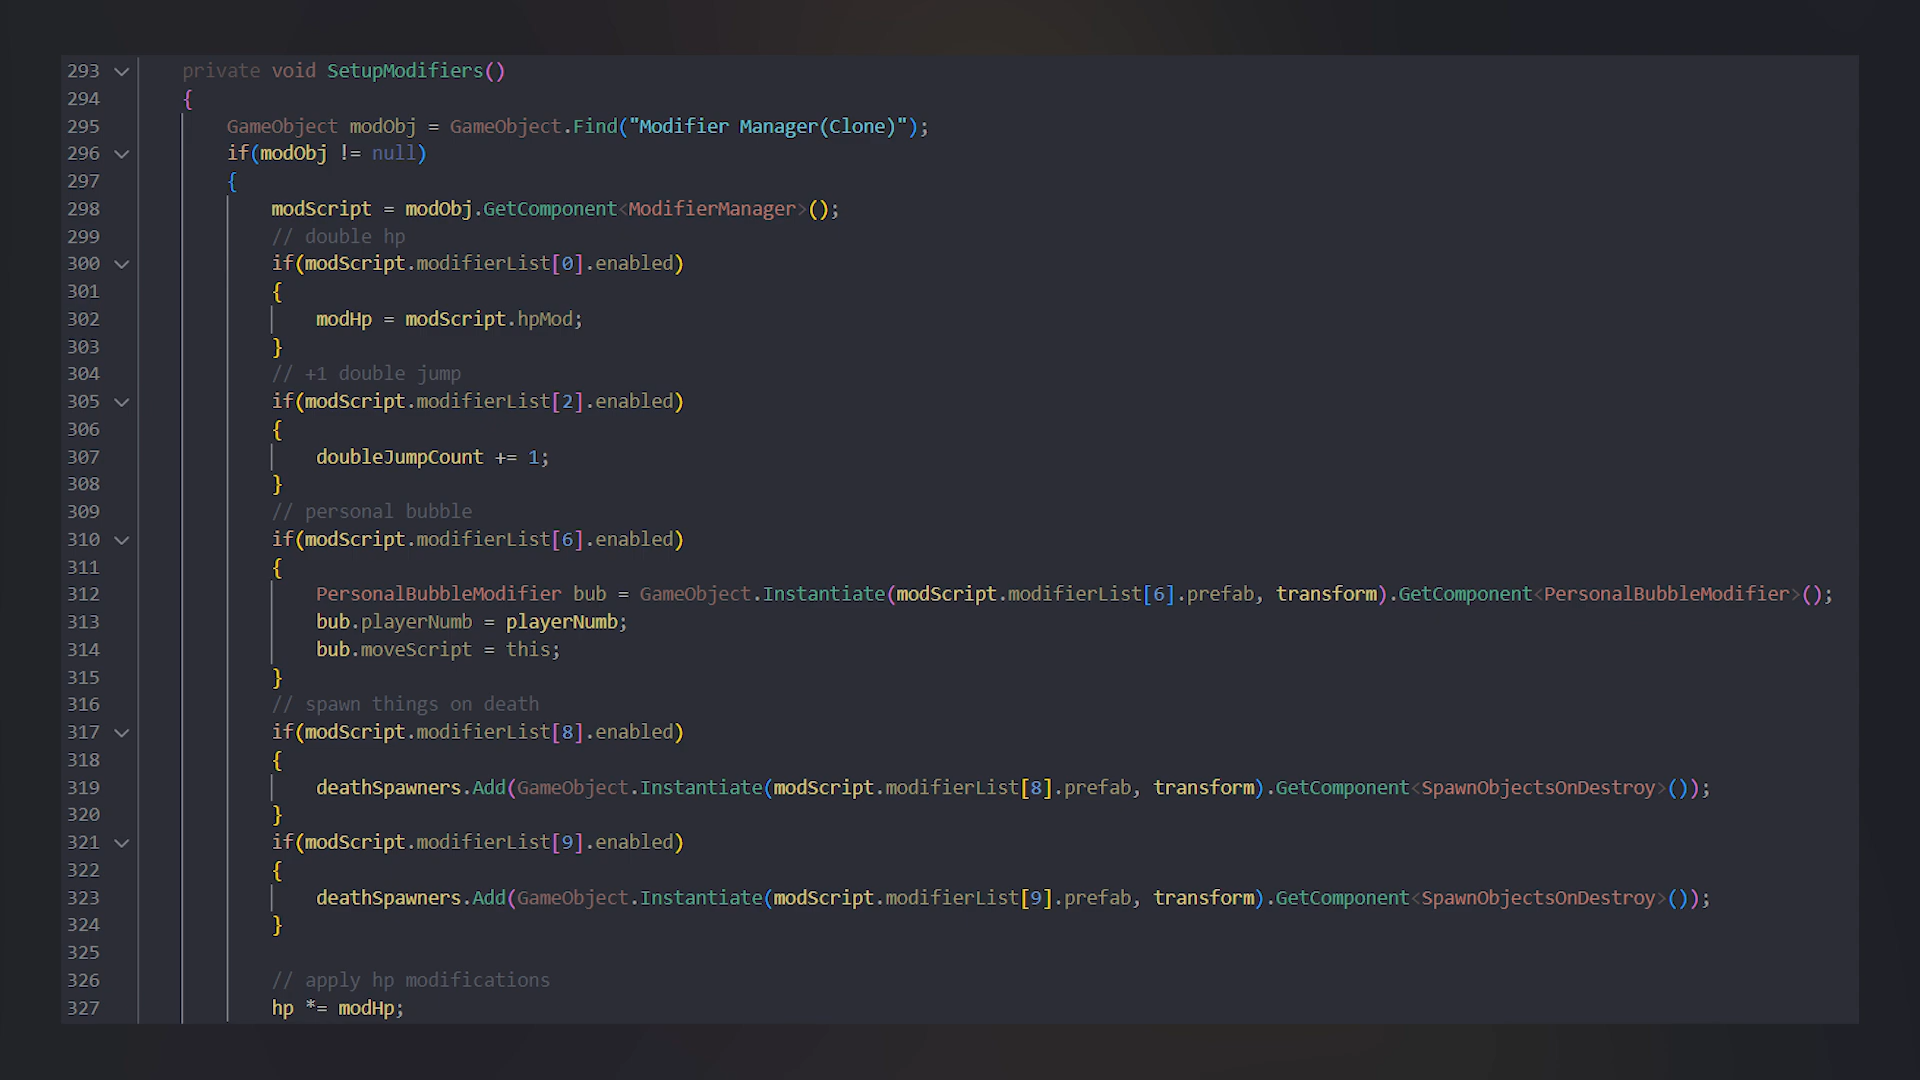 293 private void SetupModifiers()
294 {
295 GameObject modObj = GameObject.Find("Modifier Manager(Clone)");
296 if(modObj != null)
297 {
298 modScript = modObj.GetComponent<ModifierManager>();
299 // double hp
300 if(modScript.modifierList[0].enabled)
301 {
302 modHp = modScript.hpMod;
303 }
304 // +1 double jump
305 if(modScript.modifierList[2].enabled)
306 {
307 doubleJumpCount += 1;
308 }
309 // personal bubble
310 if(modScript.modifierList[6].enabled)
311 {
312 PersonalBubbleModifier bub = GameObject.Instantiate(modScript.modifierList[6].prefab, transform).GetComponent<PersonalBubbleModifier>();
313 bub.playerNumb = playerNumb;
314 bub.moveScript = this;
315 }
316 // spawn things on death
317 if(modScript.modifierList[8].enabled)
318 {
319 deathSpawners.Add(GameObject.Instantiate(modScript.modifierList[8].prefab, transform).GetComponent<SpawnObjectsOnDestroy>());
320 }
321 if(modScript.modifierList[9].enabled)
322 {
323 deathSpawners.Add(GameObject.Instantiate(modScript.modifierList[9].prefab, transform).GetComponent<SpawnObjectsOnDestroy>());
324 }
325
326 // apply hp modifications
327 hp *= modHp;